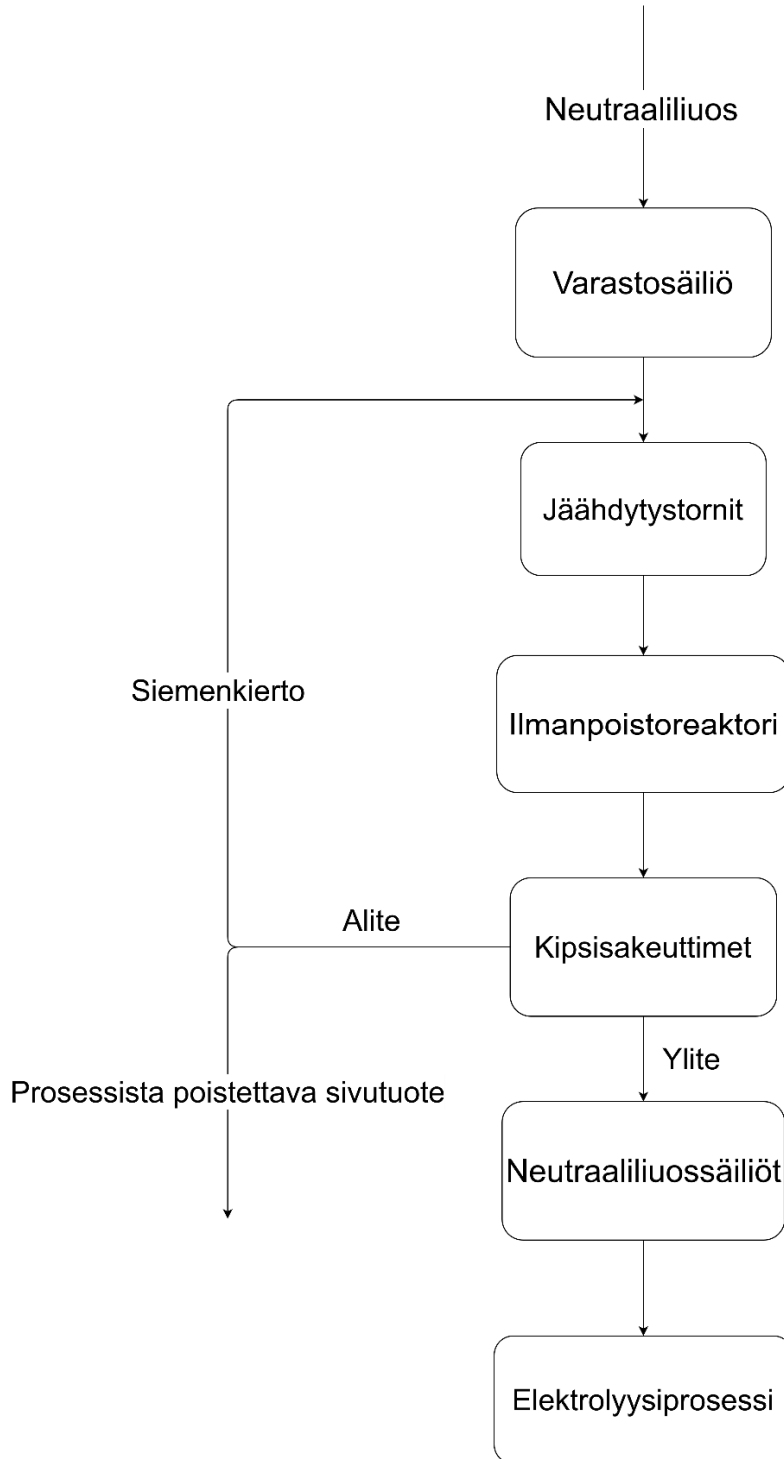 Neutraaliliuos
Varastosäiliö
Jäähdytystornit
Siemenkierto
Ilmanpoistoreaktori
Alite
Kipsisakeuttimet
Ylite
Prosessista poistettava sivutuote
Neutraaliliuossäiliöt
Elektrolyysiprosessi